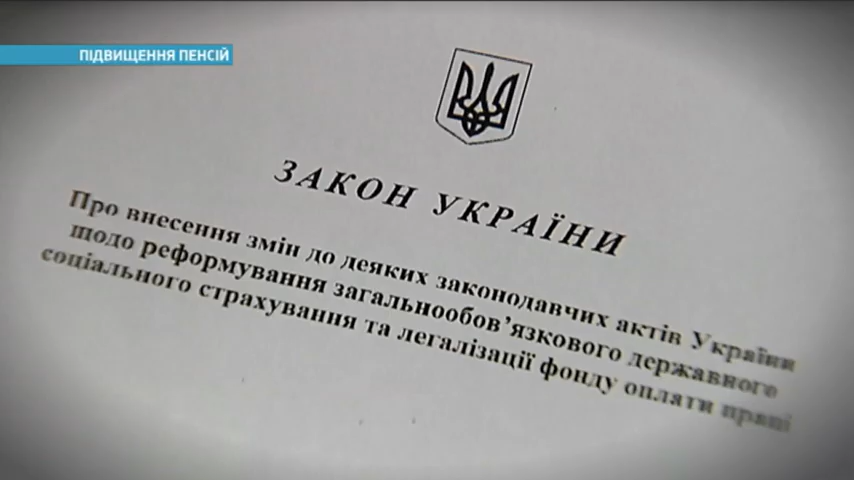 ПІДВИЩЕННЯ ПЕНСІЙ
ЗАКОН УКРАЇНИ
Про внесення змін до деяких законодавчих актів України
щодо реформування загальнообов’язкового державного
соціального страхування та легалізації фонду оплати праці